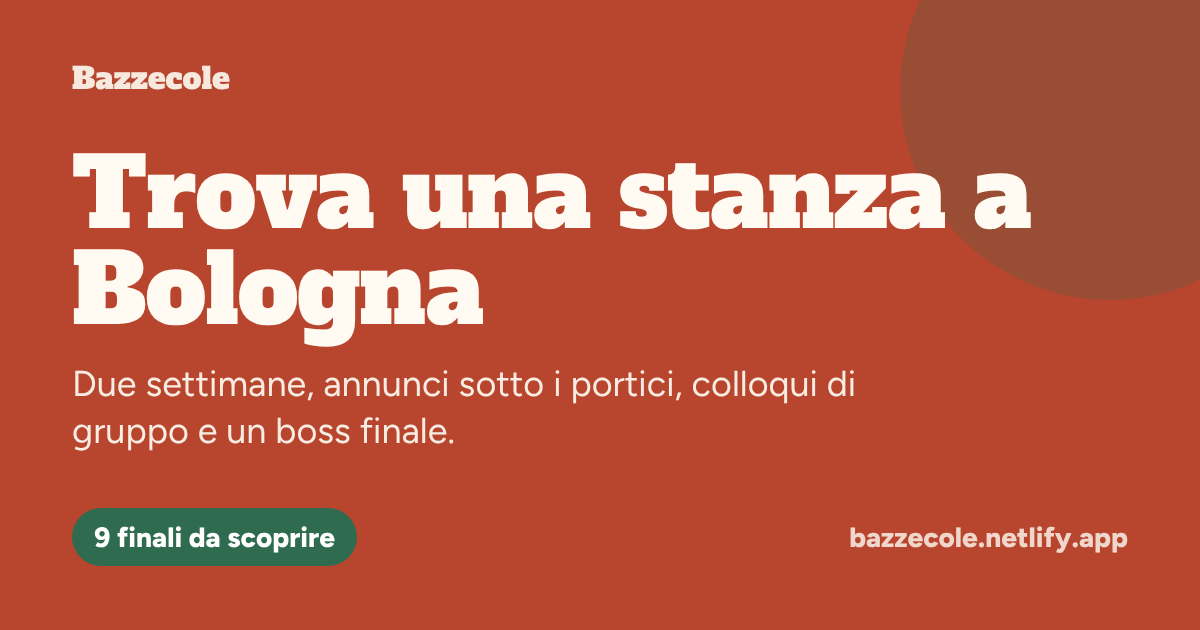 Bazzecole
Trova una stanza a
Bologna
Due settimane, annunci sotto i portici, colloqui di
gruppo e un boss finale.
9 finali da scoprire
bazzecole.netlify.app